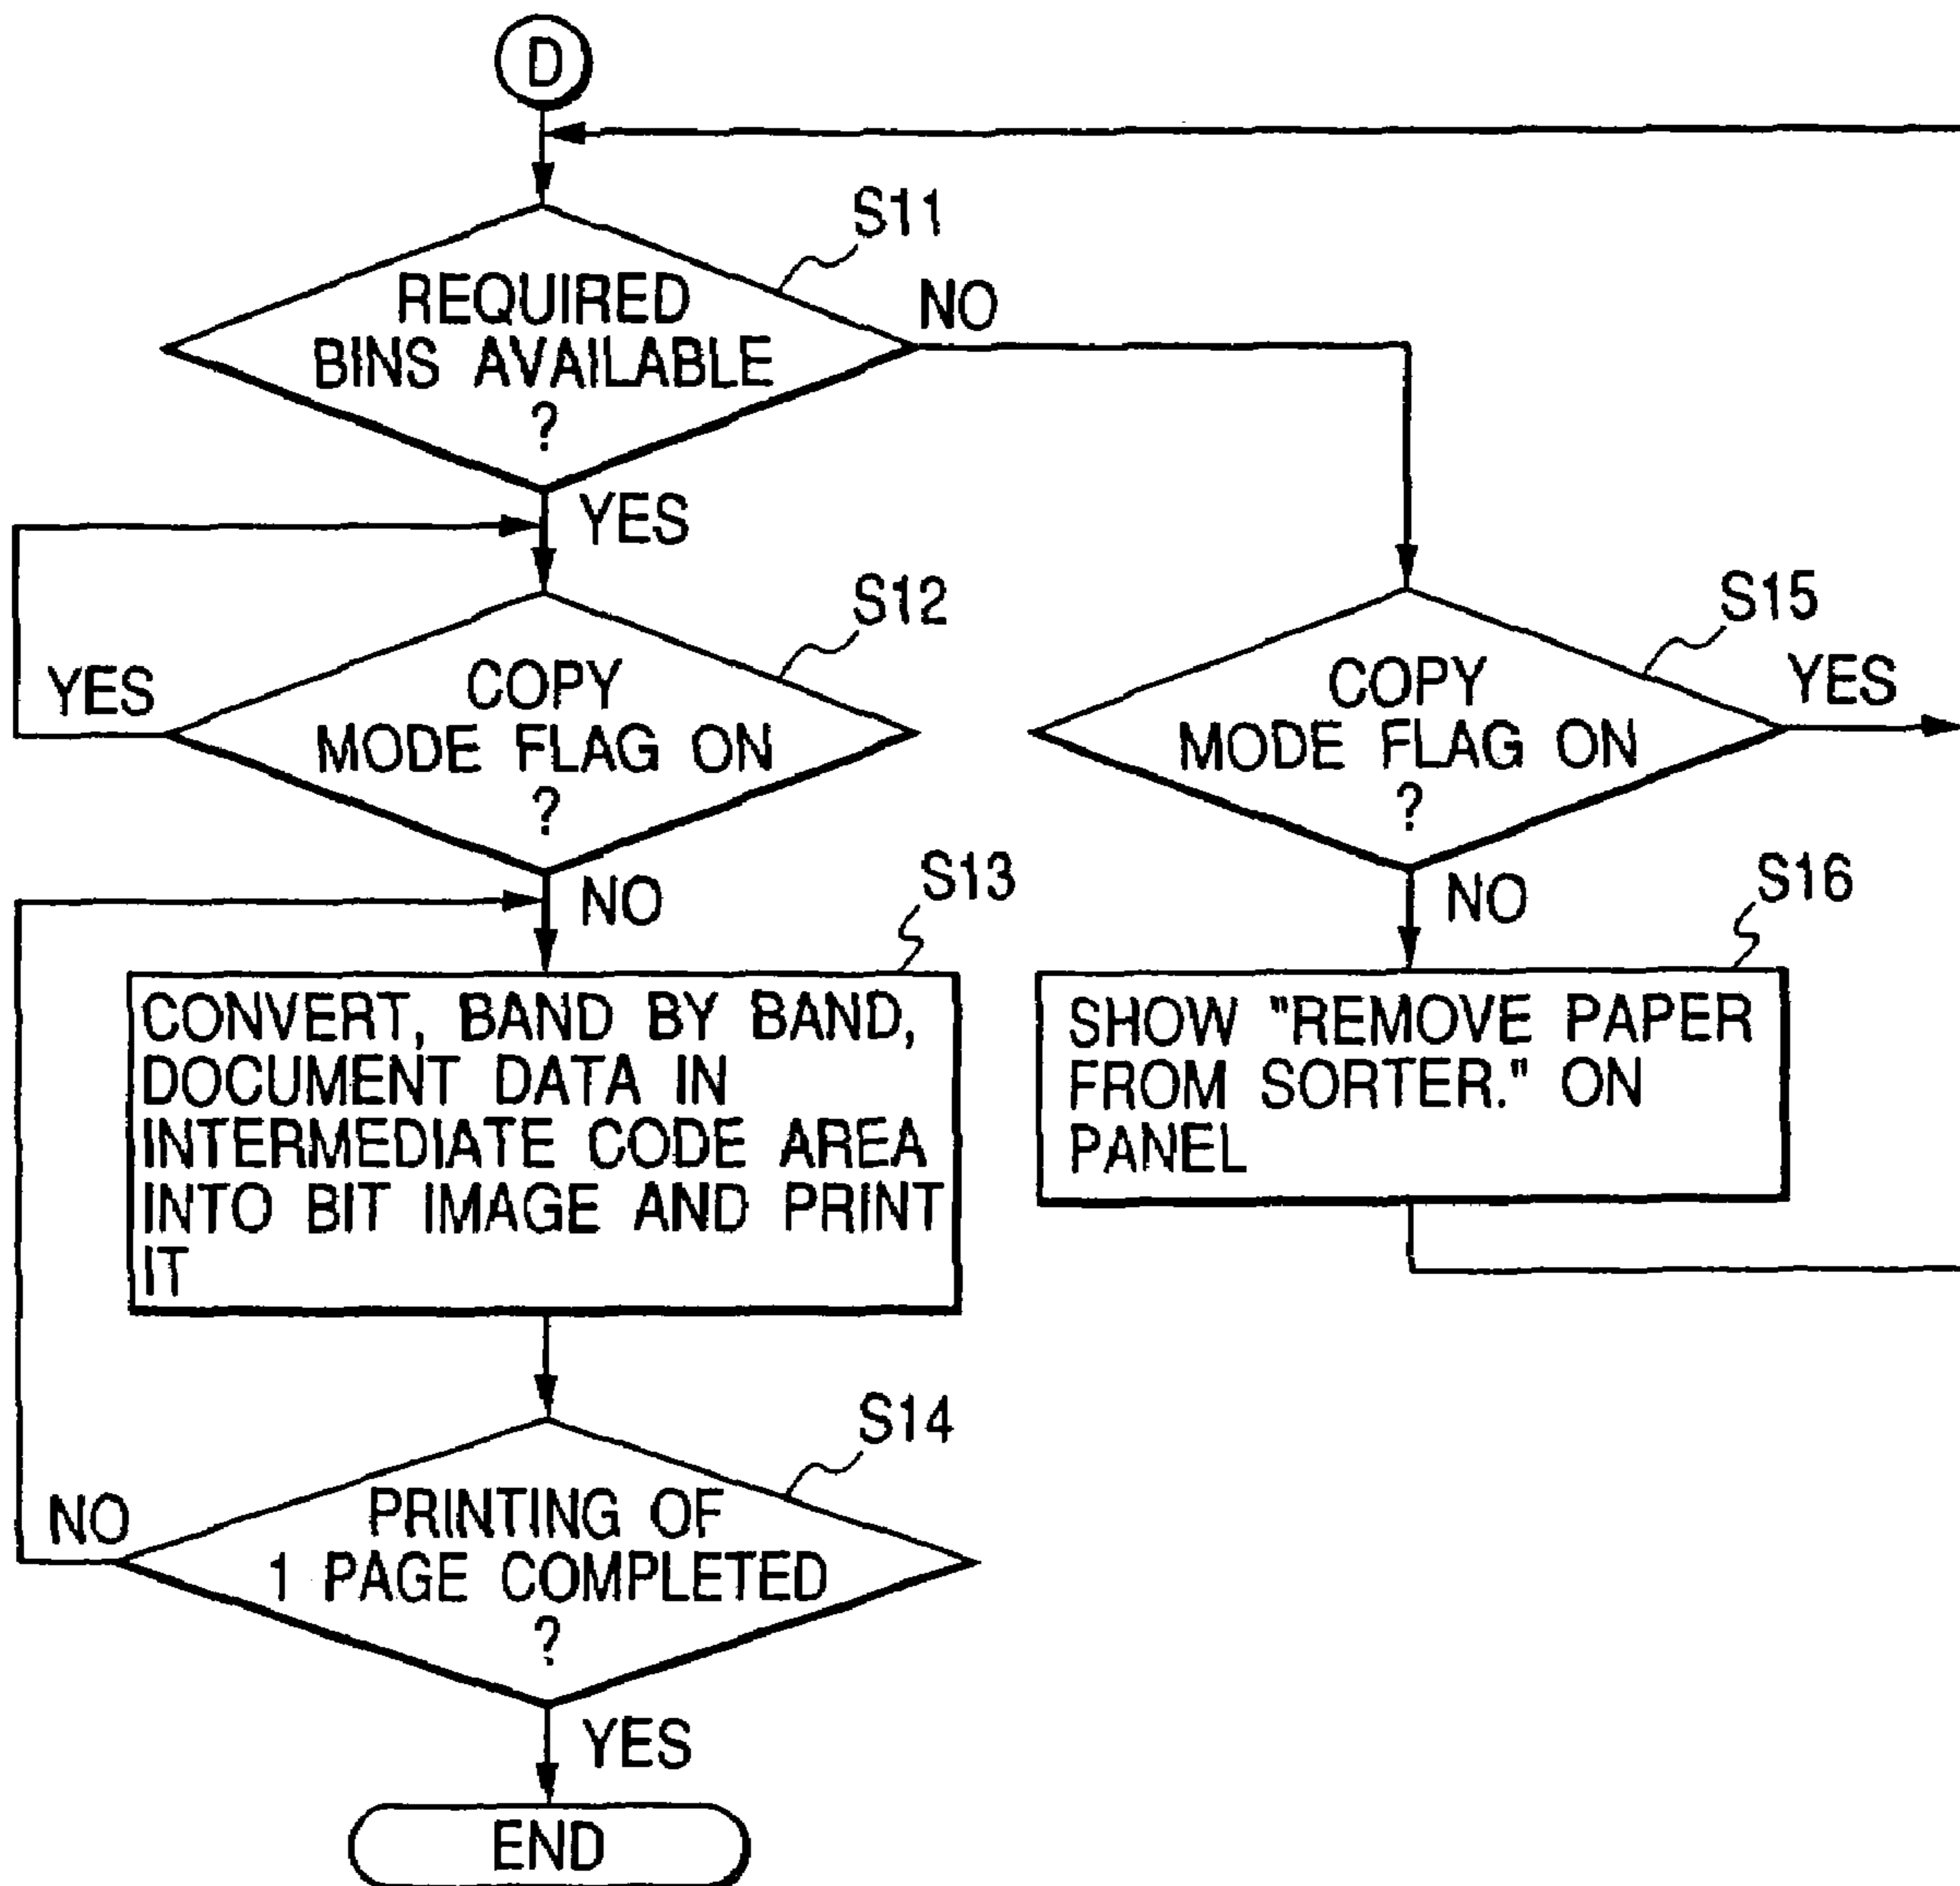 D
S11
REQUIRED
BINS AVAILABLE
?
NO
YES
S12
COPY
MODE FLAG ON
?
YES
NO
S15
COPY
MODE FLAG ON
?
YES
NO
S13
CONVERT, BAND BY BAND,
DOCUMENT DATA IN
INTERMEDIATE CODE AREA
INTO BIT IMAGE AND PRINT
IT
S16
SHOW "REMOVE PAPER
FROM SORTER." ON
PANEL
S14
PRINTING OF
1 PAGE COMPLETED
?
NO
YES
END